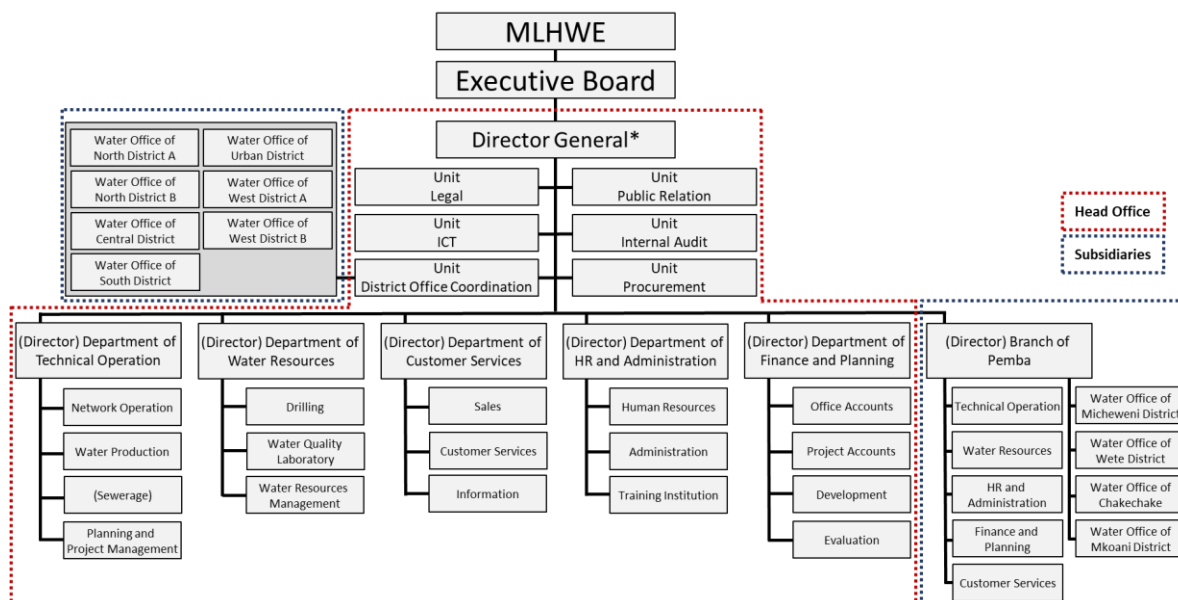 MLHWE
Executive Board
Director General*
Water Office of
North District A
Water Office of
Urban District
Water Office of
North District B
Water Office of
West District A
Water Office of
Central District
Water Office of
West District B
Water Office of
South District
Unit
Legal
Unit
Public Relation
Unit
ICT
Unit
Internal Audit
Unit
District Office Coordination
Unit
Procurement
Head Office
Subsidiaries
(Director) Department of
Technical Operation
Network Operation
Water Production
(Sewerage)
Planning and
Project Management
(Director) Department of
Water Resources
Drilling
Water Quality
Laboratory
Water Resources
Management
(Director) Department of
Customer Services
Sales
Customer Services
Information
(Director) Department of
HR and Administration
Human Resources
Administration
Training Institution
(Director) Department of
Finance and Planning
Office Accounts
Project Accounts
Development
Evaluation
(Director) Branch of
Pemba
Technical Operation
Water Resources
HR and
Administration
Finance and
Planning
Customer Services
Water Office of
Micheweni District
Water Office of
Wete District
Water Office of
Chakechake
Water Office of
Mkoani District